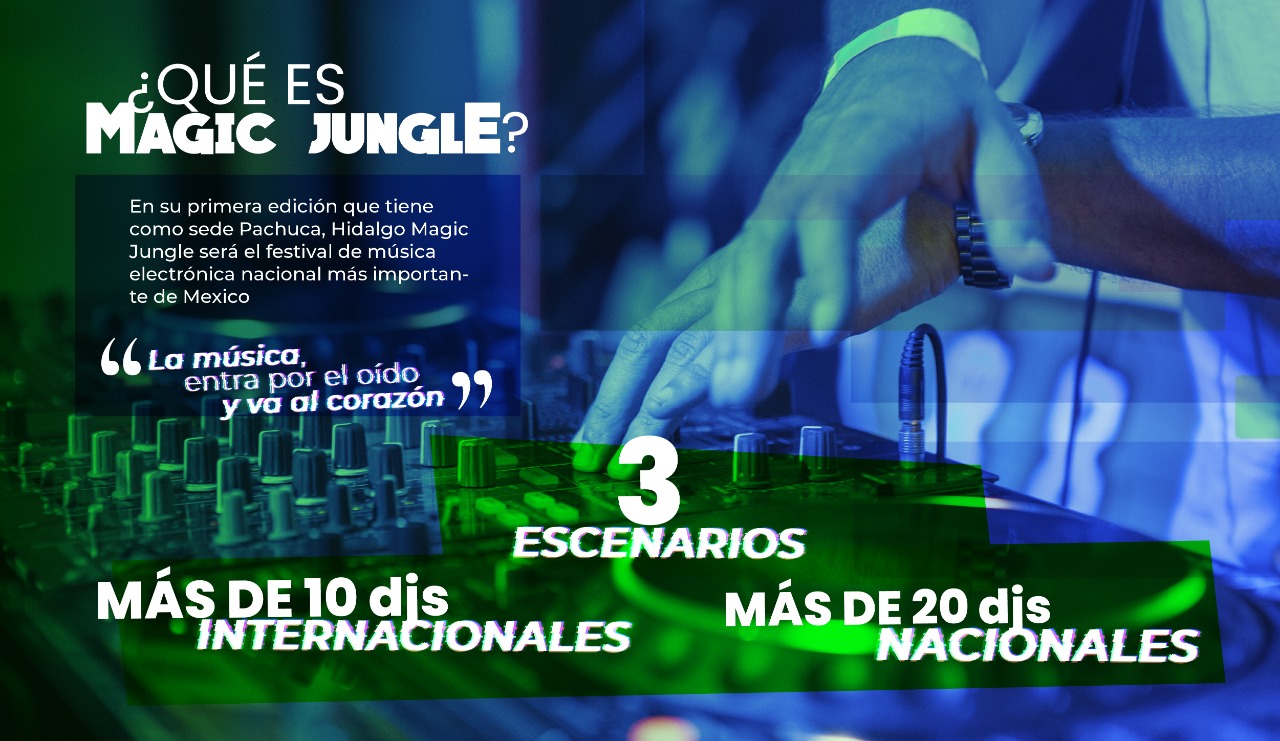 ¿QUÉ ES
MAGIC JUNGLE?
En su primera edición que tiene
como sede Pachuca, Hidalgo Magic
Jungle será el festival de música
electrónica nacional más importan-
te de Mexico
“La música,
entra por el oído
y va al corazón”
3
ESCENARIOS
MÁS DE 10 djs
INTERNACIONALES
MÁS DE 20 djs
NACIONALES